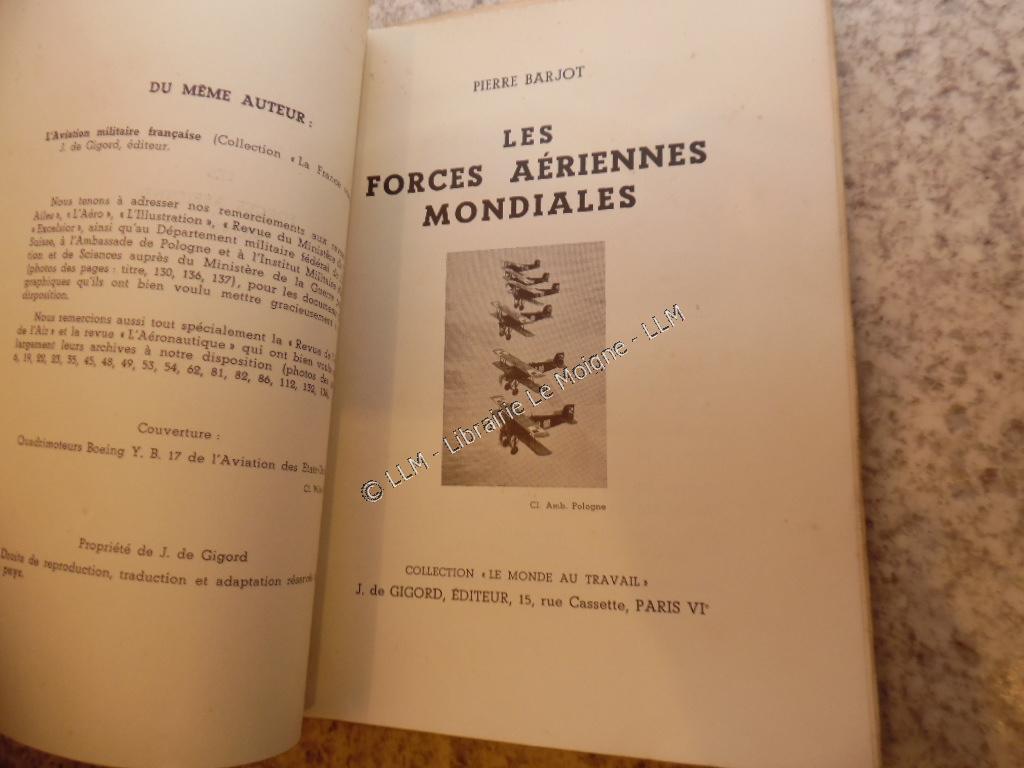 DU MÊME AUTEUR :
L'Aviation militaire française (Collection « La France
J. de Gigord, éditeur.
Nous tenons à adresser nos remerciements aux
Ailes », « L'Aéro », « L'Illustration », « Revue du Ministère
« Excelsior », ainsi qu'au Département militaire fédéral
Suisse, à l'Ambassade de Pologne et à l'Institut Militaire
tion et de Sciences auprès du Ministère de la Guerre
(photos des pages : titre, 130, 136, 137), pour les
graphiques qu'ils ont bien voulu mettre gracieusement
disposition.
Nous remercions aussi tout spécialement la « Revue de
de l'Air » et la revue « L'Aéronautique » qui ont bien
largement leurs archives à notre disposition (photos des
6, 19, 22, 23, 35, 45, 48, 49, 53, 54, 62, 81, 82, 86, 112, 132,
Couverture :
Quadrimoteurs Boeing Y. B. 17 de l'Aviation des
Cl.
Propriété de J. de Gigord
Droits de reproduction, traduction et adaptation
pays.
PIERRE BARJOT
LES
FORCES AÉRIENNES
MONDIALES
© LLM - Librairie Le Moigne - LLM
Cl. Amb. Pologne
COLLECTION « LE MONDE AU TRAVAIL »
J. de GIGORD, ÉDITEUR, 15, rue Cassette, PARIS VIe